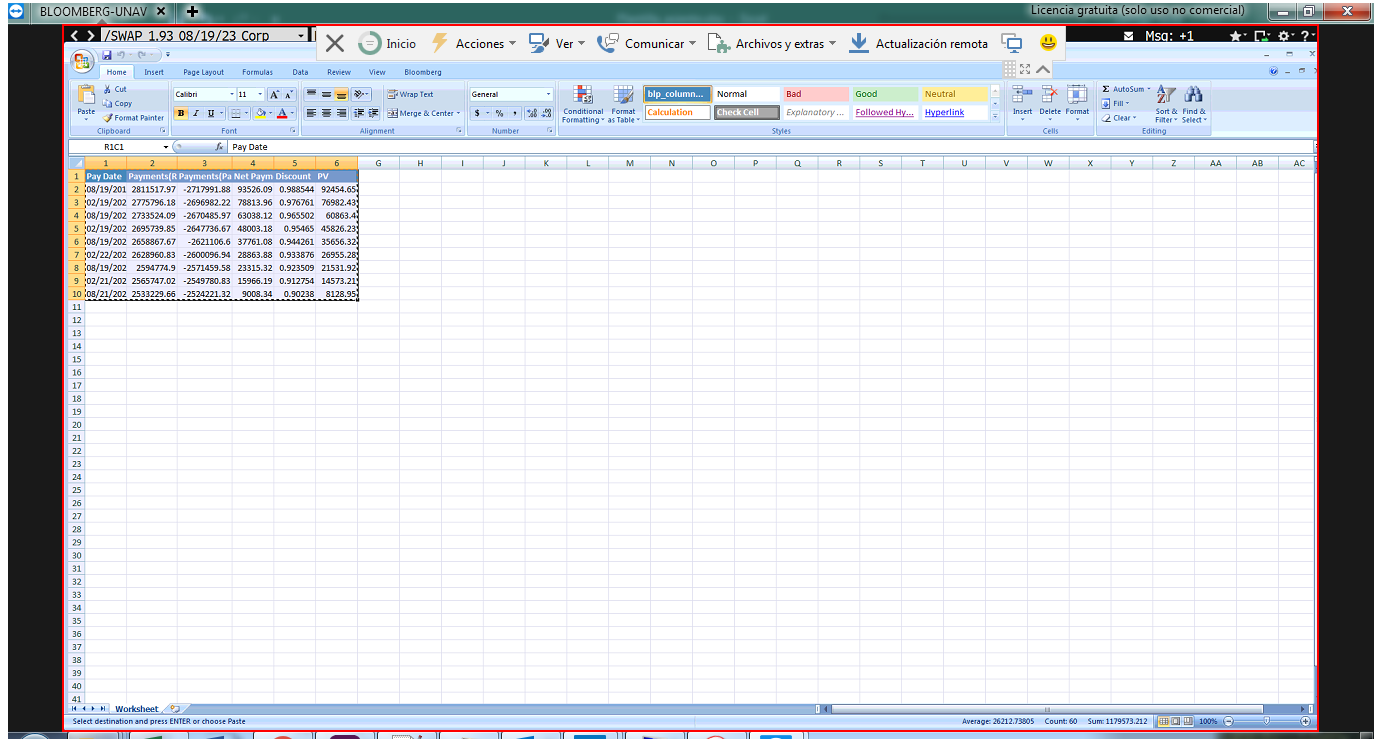 BLOOMBERG-UNAV
Licencia gratuita (solo uso no comercial)
/SWAP 1.93 08/19/23 Corp
Inicio Acciones Ver Comunicar Archivos y extras Actualización remota
Msg: +1
Home Insert Page Layout Formulas Data Review View Bloomberg
Paste Cut Copy Format Painter
Calibri 11
B I U
Wrap Text
Merge & Center
General
$ % ,
Conditional Formatting as Table
Format
blp_column... Normal Bad Good Neutral
Calculation Check Cell Explanatory ... Followed Hy... Hyperlink
Insert Delete Format
AutoSum Fill Clear
Sort & Filter Find & Select
Clipboard Font Alignment Number Styles Cells Editing
R1C1 fx Pay Date
1 2 3 4 5 6 G H I J K L M N O P Q R S T U V W X Y Z AA AB AC
1 Pay Date Payments(R Payments(Pa Net Paym Discount PV
2 08/19/201 2811517.97 -2717991.88 93526.09 0.988544 92454.65
3 02/19/202 2775796.18 -2696982.22 78813.96 0.976761 76982.43
4 08/19/202 2733524.09 -2670485.97 63038.12 0.965502 60863.4
5 02/19/202 2695739.85 -2647736.67 48003.18 0.95465 45826.23
6 08/19/202 2658867.67 -2621106.6 37761.08 0.944261 35656.32
7 02/22/202 2628960.83 -2600096.94 28863.88 0.933876 26955.28
8 08/19/202 2594774.9 -2571459.58 23315.32 0.923509 21531.92
9 02/21/202 2565747.02 -2549780.83 15966.19 0.912754 14573.21
10 08/21/202 2533229.66 -2524221.32 9008.34 0.90238 8128.95
11
12
13
14
15
16
17
18
19
20
21
22
23
24
25
26
27
28
29
30
31
32
33
34
35
36
37
38
39
40
41
Worksheet
Select destination and press ENTER or choose Paste
Average: 26212.73805 Count: 60 Sum: 1179573.212 100%